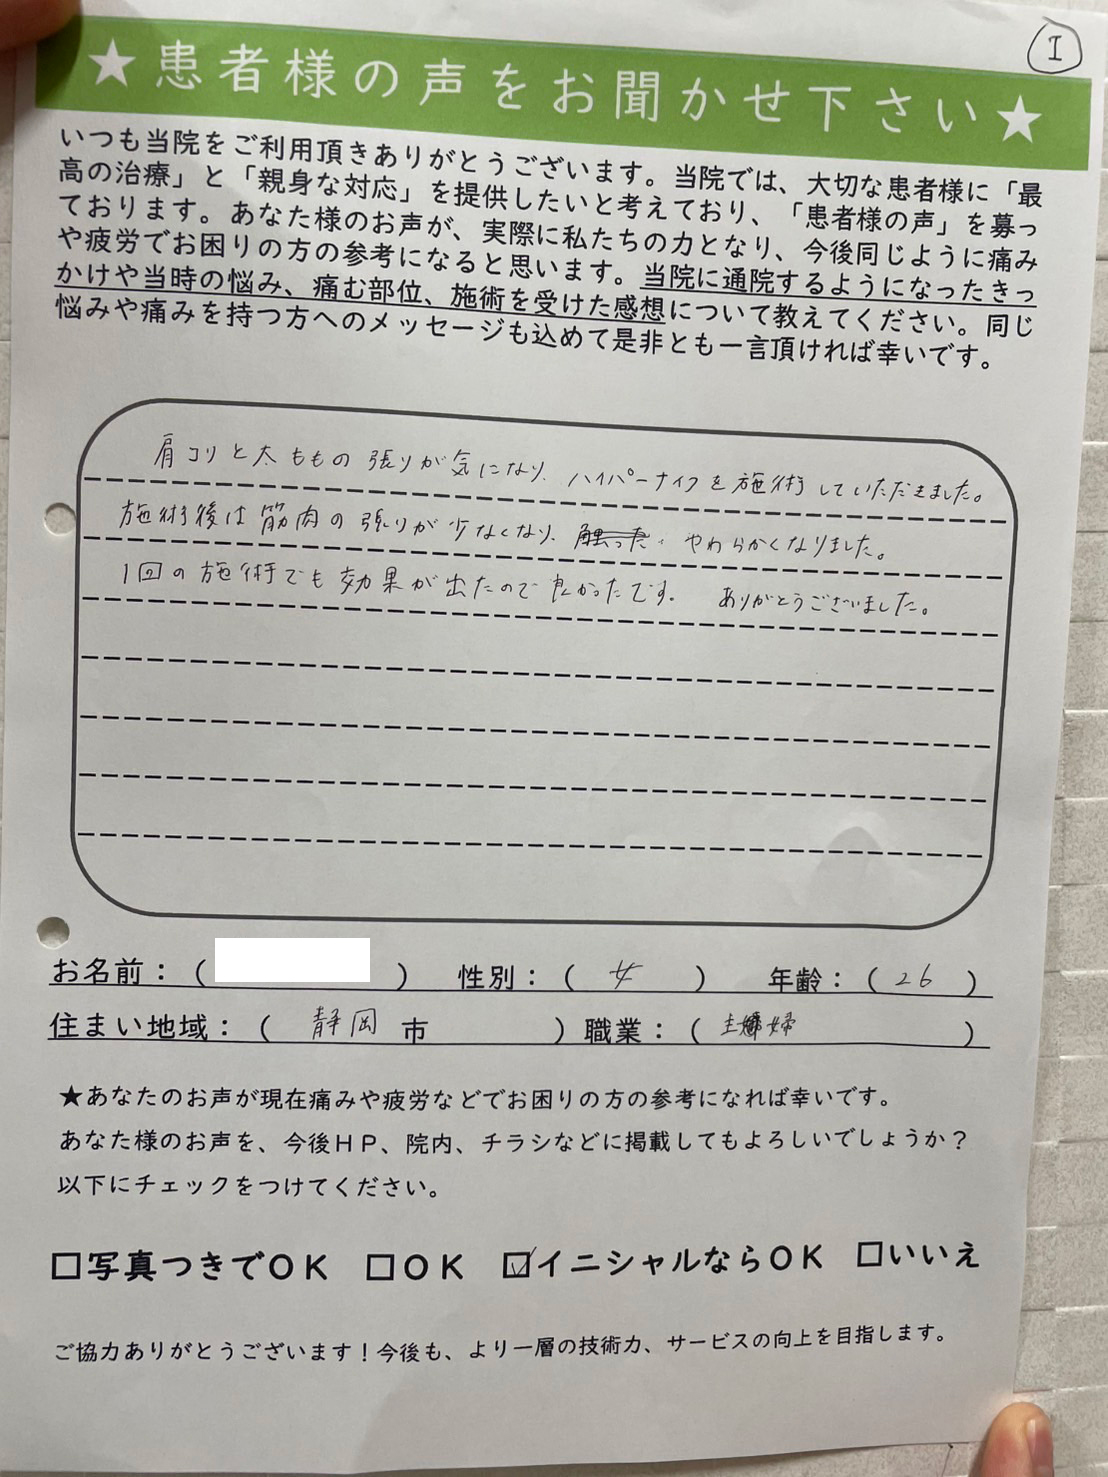 I
★患者様の声をお聞かせ下さい★
いつも当院をご利用頂きありがとうございます。当院では、大切な患者様に「最
高の治療」と「親身な対応」を提供したいと考えており、「患者様の声」を募っ
ております。あなた様のお声が、実際に私たちの力となり、今後同じように痛み
や疲労でお困りの方の参考になると思います。当院に通院するようになったきっ
かけや当時の悩み、痛む部位、施術を受けた感想について教えてください。同じ
悩みや痛みを持つ方へのメッセージも込めて是非とも一言頂ければ幸いです。
肩コリと太ももの張りが気になり、ハイパーナイフを施術していただきました。
施術後は筋肉の張りが少なくなり、触った、やわらかくなりました。
1回の施術でも効果が出たので良かったです。 ありがとうございました。
お名前：（ ） 性別：（ 女 ） 年齢：（ 26 ）
住まい地域：（ 静岡 市 ）職業：（ 主婦 ）
★あなたのお声が現在痛みや疲労などでお困りの方の参考になれば幸いです。
あなた様のお声を、今後ＨＰ、院内、チラシなどに掲載してもよろしいでしょうか？
以下にチェックをつけてください。
□写真つきでＯＫ □ＯＫ ☑イニシャルならＯＫ □いいえ
ご協力ありがとうございます！今後も、より一層の技術力、サービスの向上を目指します。